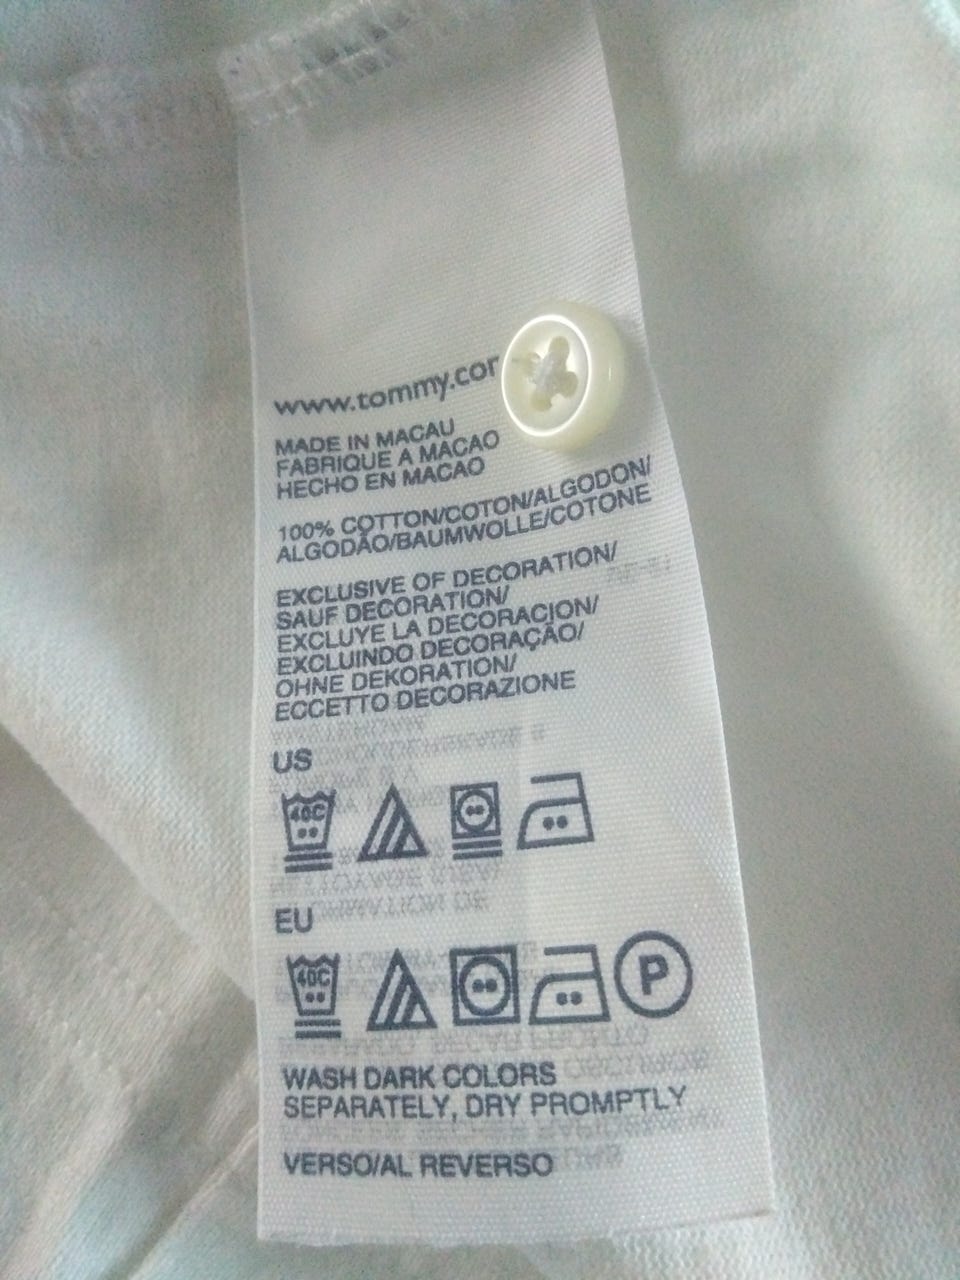 www.tommy.cor
MADE IN MACAU
FABRIQUE A MACAO
HECHO EN MACAO
100% COTTON/COTON/ALGODON/
ALGODÃO/BAUMWOLLE/COTONE
EXCLUSIVE OF DECORATION/
SAUF DECORATION/
EXCLUYE LA DECORACION/
EXCLUINDO DECORAÇÃO/
OHNE DEKORATION/
ECCETTO DECORAZIONE
US
40C
EU
40C P
WASH DARK COLORS
SEPARATELY, DRY PROMPTLY
VERSO/AL REVERSO